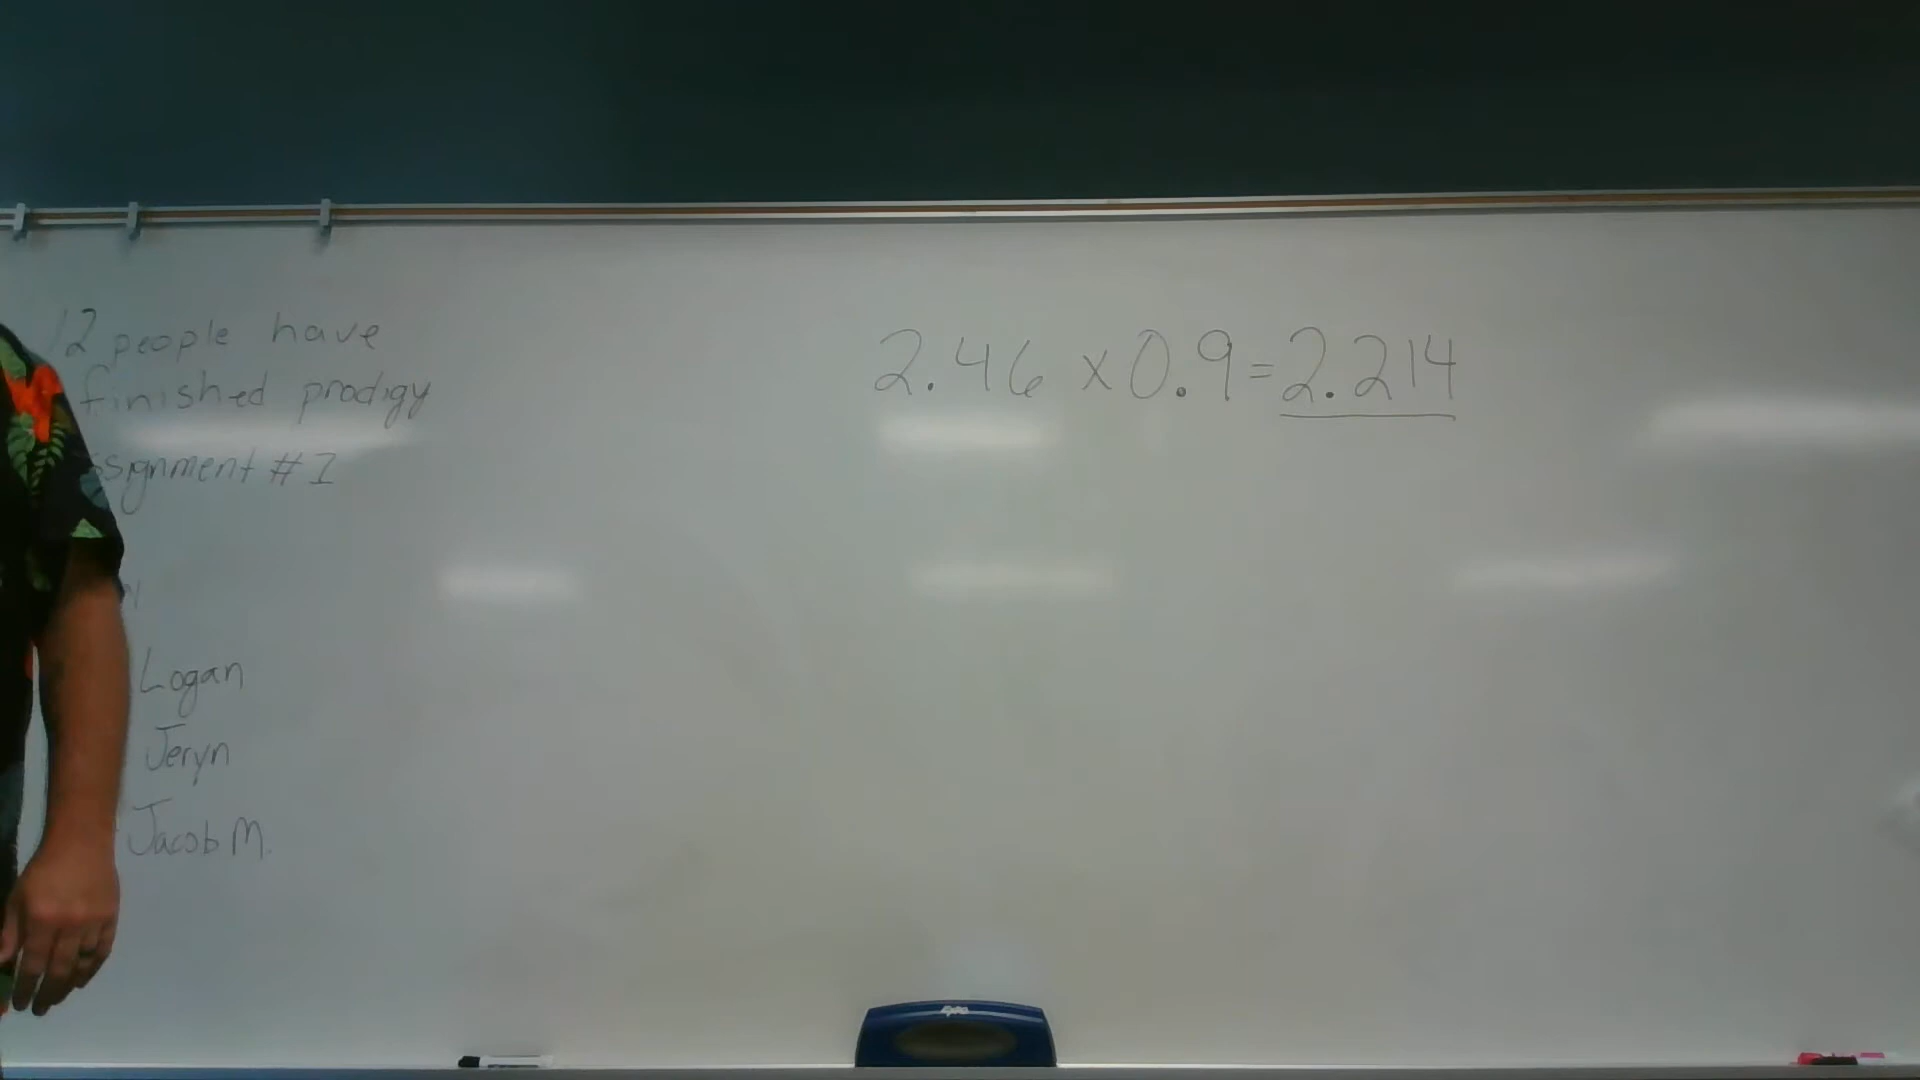 12 people have
finished prodigy
ssignment # 1
Logan
Jeryn
Jacob M.
2.46 x 0.9 = 2.214